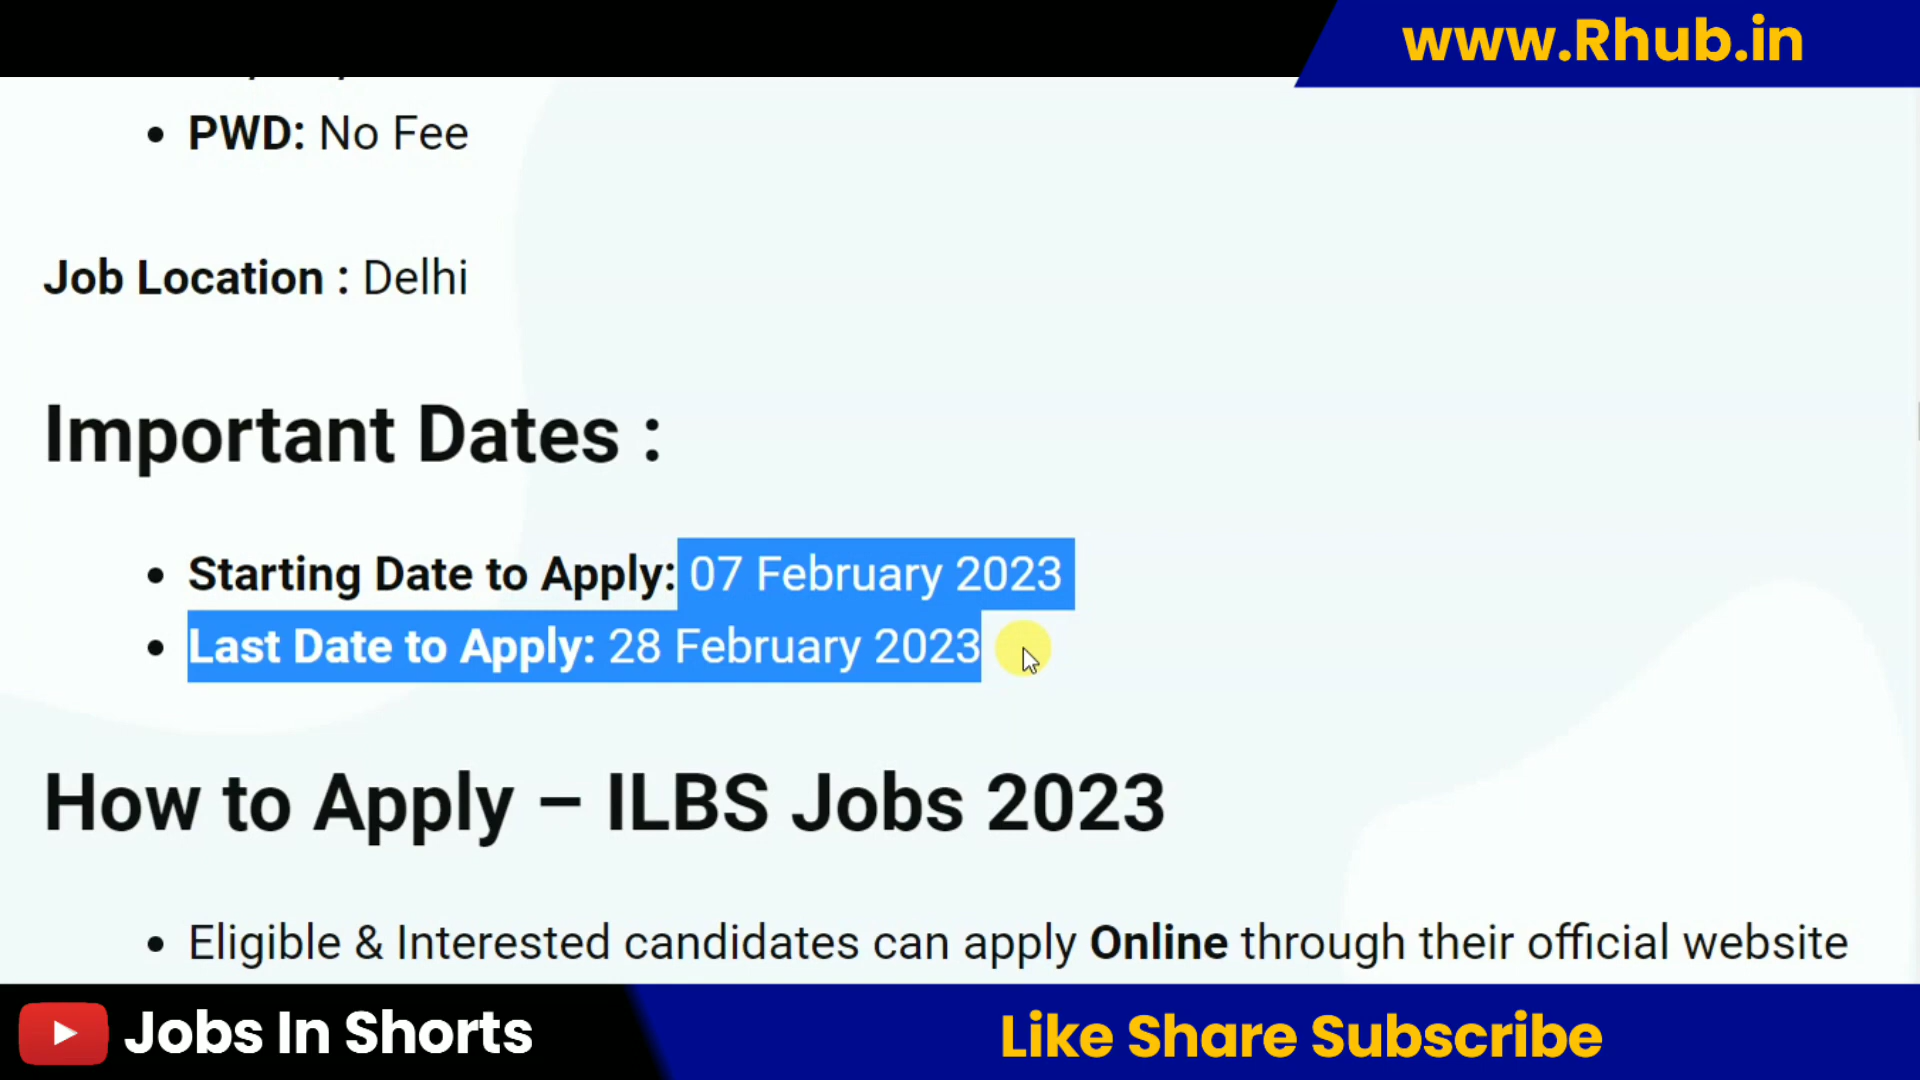 www.Rhub.in
• PWD: No Fee
Job Location : Delhi
Important Dates :
• Starting Date to Apply: 07 February 2023
• Last Date to Apply: 28 February 2023
How to Apply – ILBS Jobs 2023
• Eligible & Interested candidates can apply Online through their official website
Jobs In Shorts
Like Share Subscribe